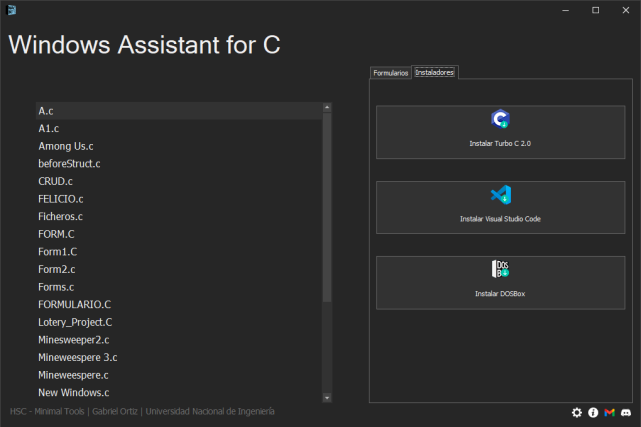 Windows Assistant for C
Formularios
Instaladores
A.c
A1.c
Among Us.c
beforeStruct.c
CRUD.c
FELICIO.c
Ficheros.c
FORM.C
Form1.C
Form2.c
Forms.c
FORMULARIO.C
Lotery_Project.C
Minesweeper2.c
Mineweespere 3.c
Mineweespere.c
New Windows.c
Instalar Turbo C 2.0
Instalar Visual Studio Code
DOS
B
Instalar DOSBox
HSC - Minimal Tools | Gabriel Ortiz | Universidad Nacional de Ingeniería